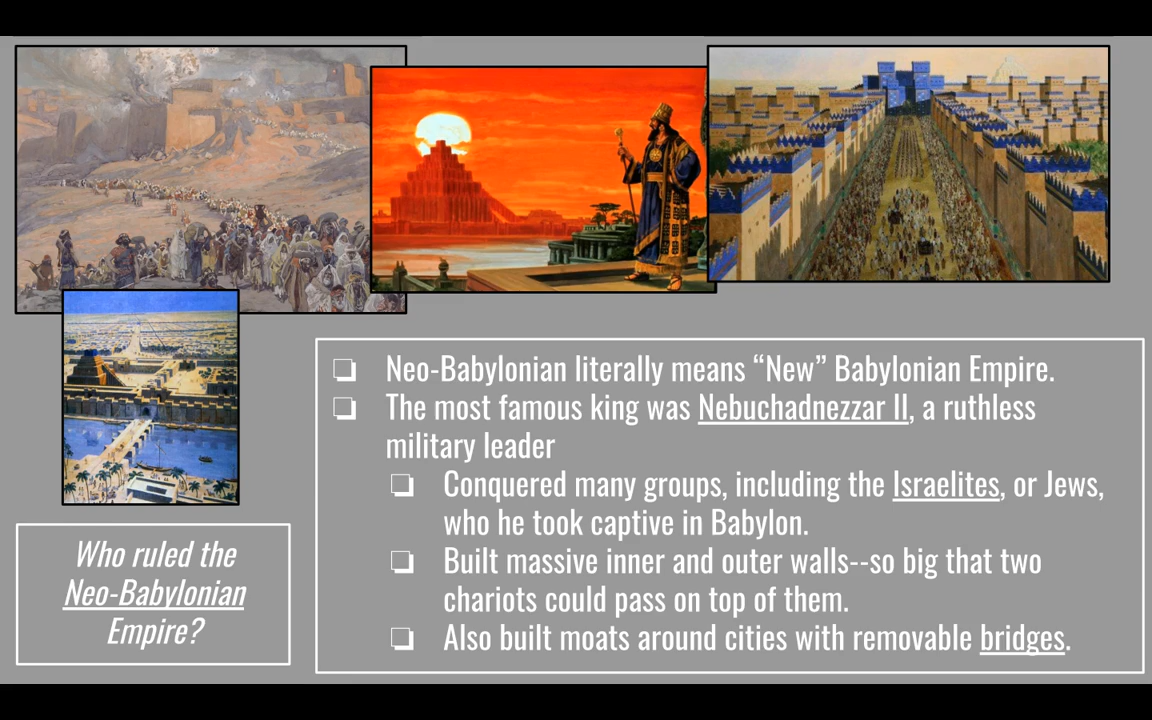 Neo-Babylonian literally means “New” Babylonian Empire.
The most famous king was Nebuchadnezzar II, a ruthless
military leader
Conquered many groups, including the Israelites, or Jews,
who he took captive in Babylon.
Built massive inner and outer walls--so big that two
chariots could pass on top of them.
Also built moats around cities with removable bridges.
Who ruled the
Neo-Babylonian
Empire?